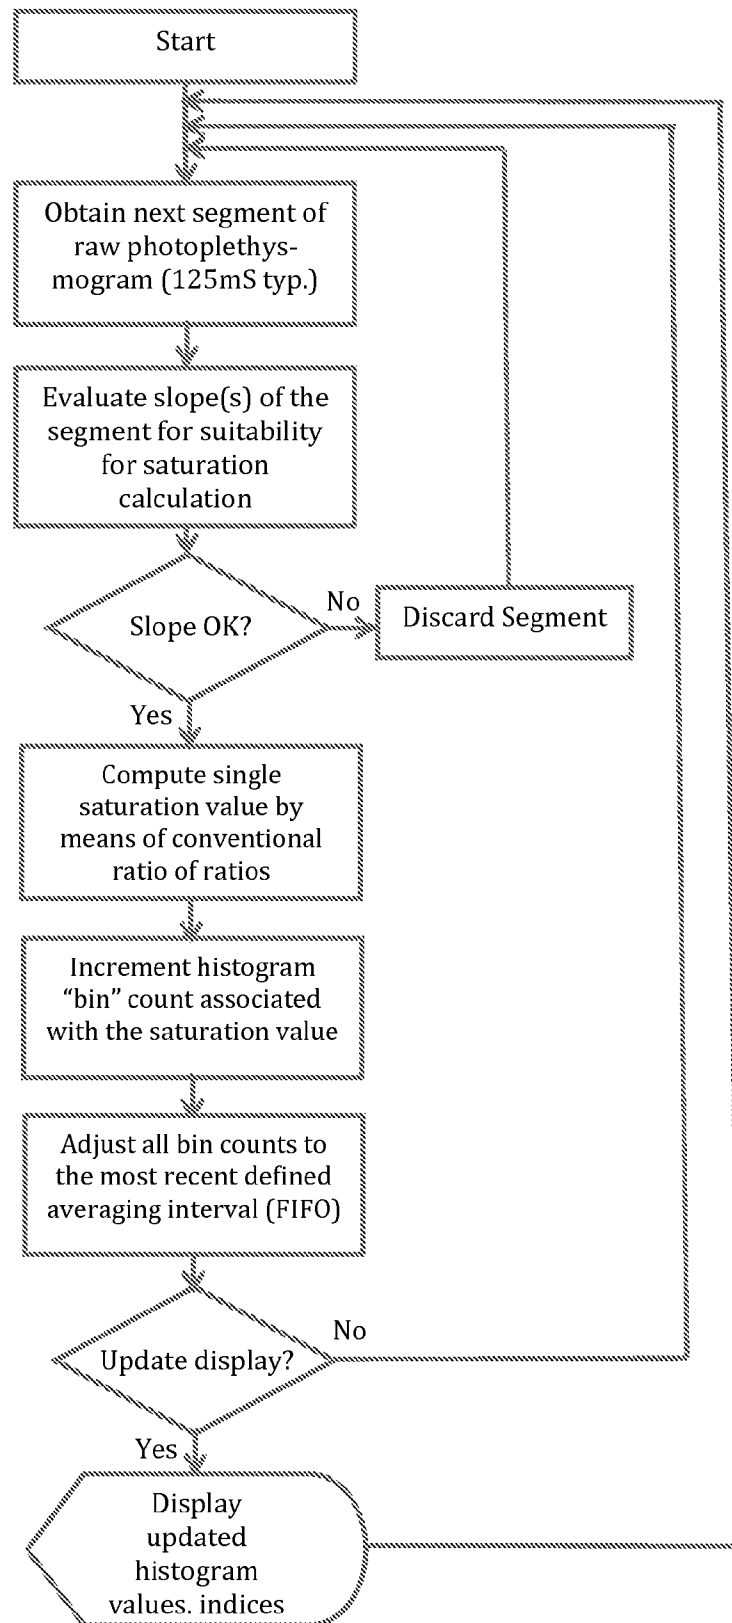 Start
Obtain next segment of
raw photoplethys-
mogram (125mS typ.)
Evaluate slope(s) of the
segment for suitability
for saturation
calculation
Slope OK?
No
Discard Segment
Yes
Compute single
saturation value by
means of conventional
ratio of ratios
Increment histogram
“bin” count associated
with the saturation value
Adjust all bin counts to
the most recent defined
averaging interval (FIFO)
No
Update display?
Yes
Display
updated
histogram
values. indices